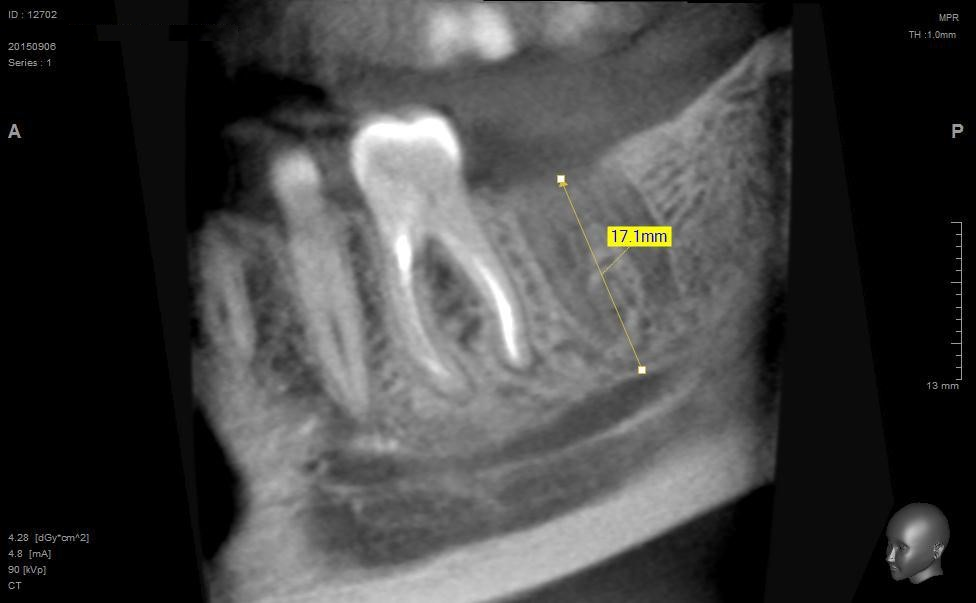 ID : 12702
20150906
Series : 1
MPR
TH :1.0mm
A
P
17.1mm
13 mm
4.28 [dGy*cm^2]
4.8 [mA]
90 [kVp]
CT